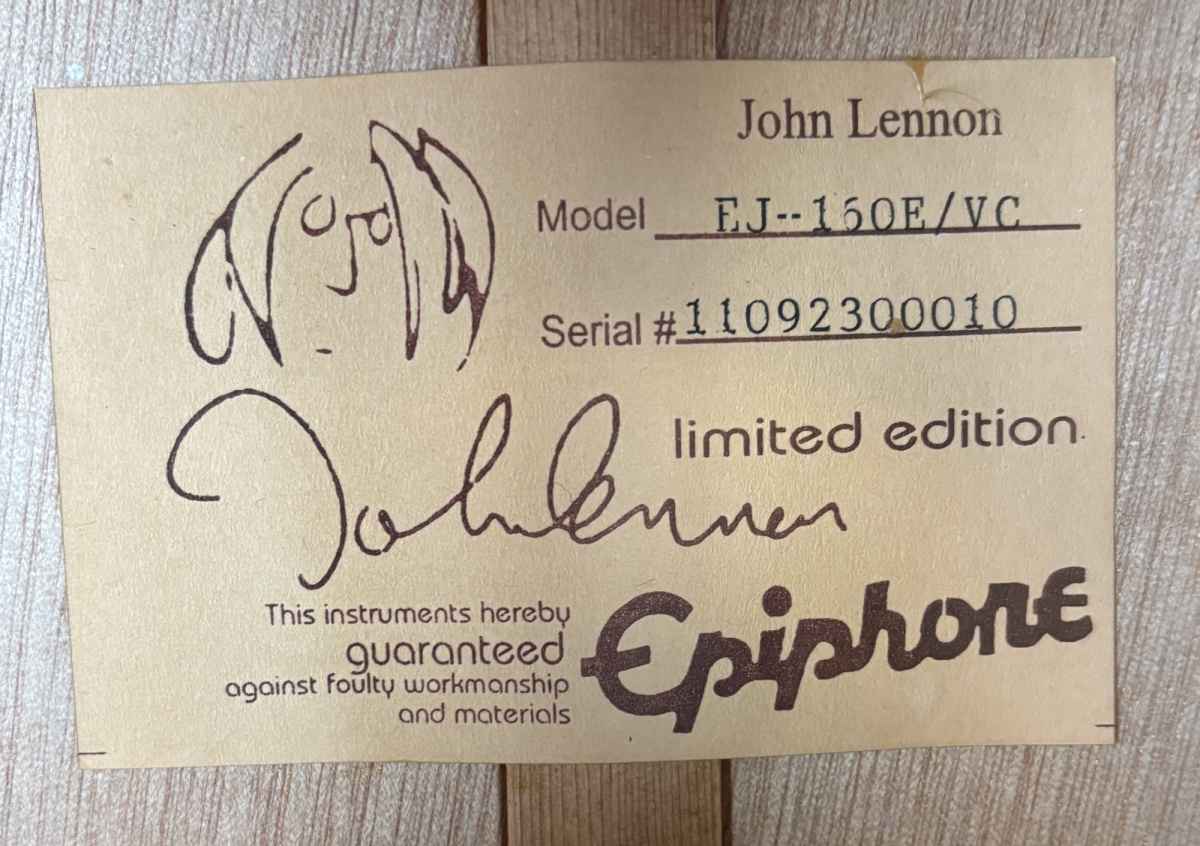 John Lennon
Model EJ--160E/VC
Serial # 11092300010
limited edition.
John Lennon
This instruments hereby
guaranteed
against foulty workmanship
and materials
Epiphone